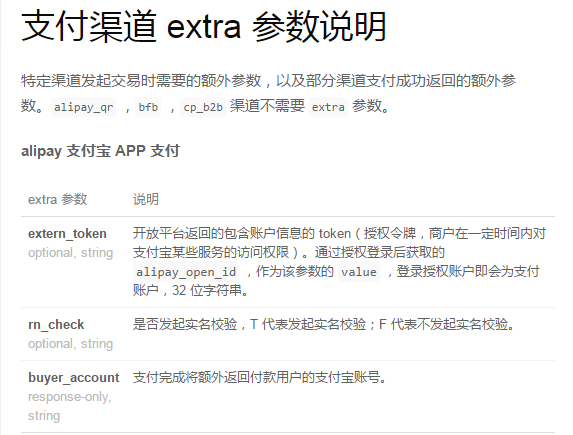 支付渠道 extra 参数说明
特定渠道发起交易时需要的额外参数，以及部分渠道支付成功返回的额外参
数。alipay_qr ，bfb ，cp_b2b 渠道不需要 extra 参数。
alipay 支付宝 APP 支付
extra 参数 说明
extern_token 开放平台返回的包含账户信息的 token（授权令牌，商户在一定时间内对
optional, string 支付宝某些服务的访问权限）。通过授权登录后获取的
alipay_open_id ，作为该参数的 value ，登录授权账户即会为支付
账户，32 位字符串。
rn_check 是否发起实名校验，T 代表发起实名校验；F 代表不发起实名校验。
optional, string
buyer_account 支付完成将额外返回付款用户的支付宝账号。
response-only,
string